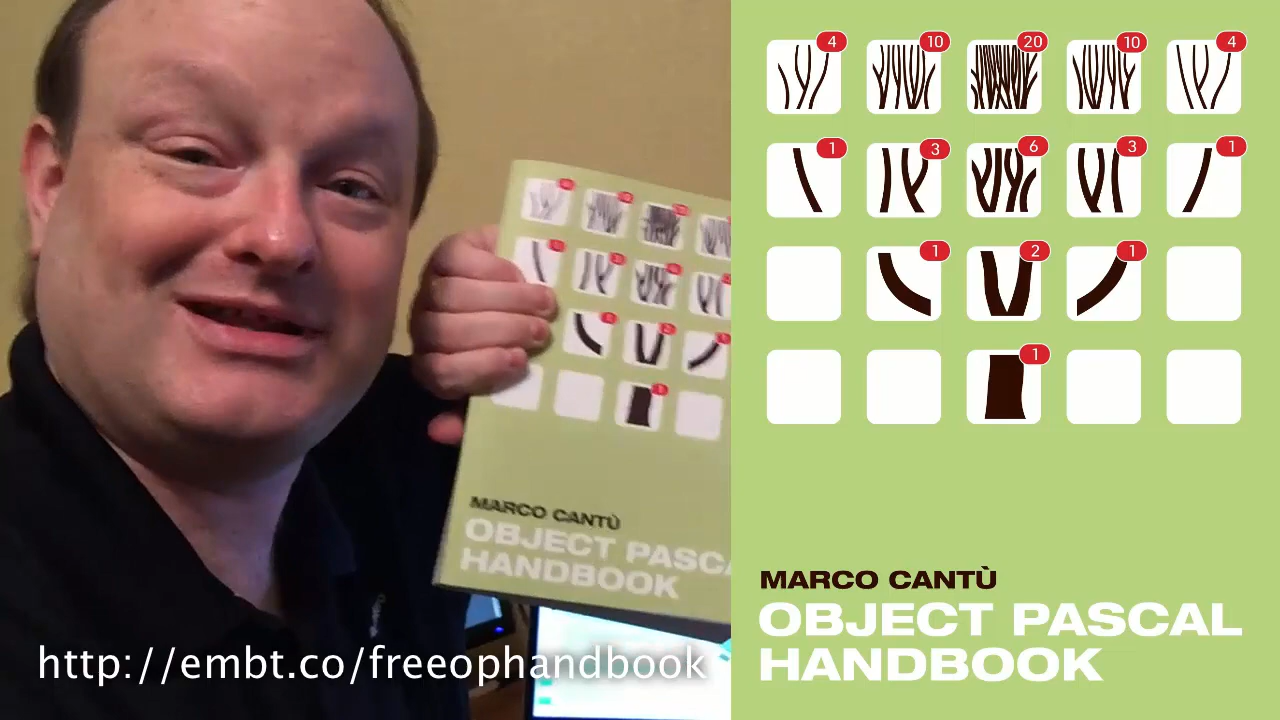 4 10 20 10 4
1 3 6 3 1
1 2 1
1
MARCO CANTÙ
OBJECT PASCAL
HANDBOOK
MARCO CANTÙ
OBJECT PASCA
HANDBOOK
http://embt.co/freeophandbook